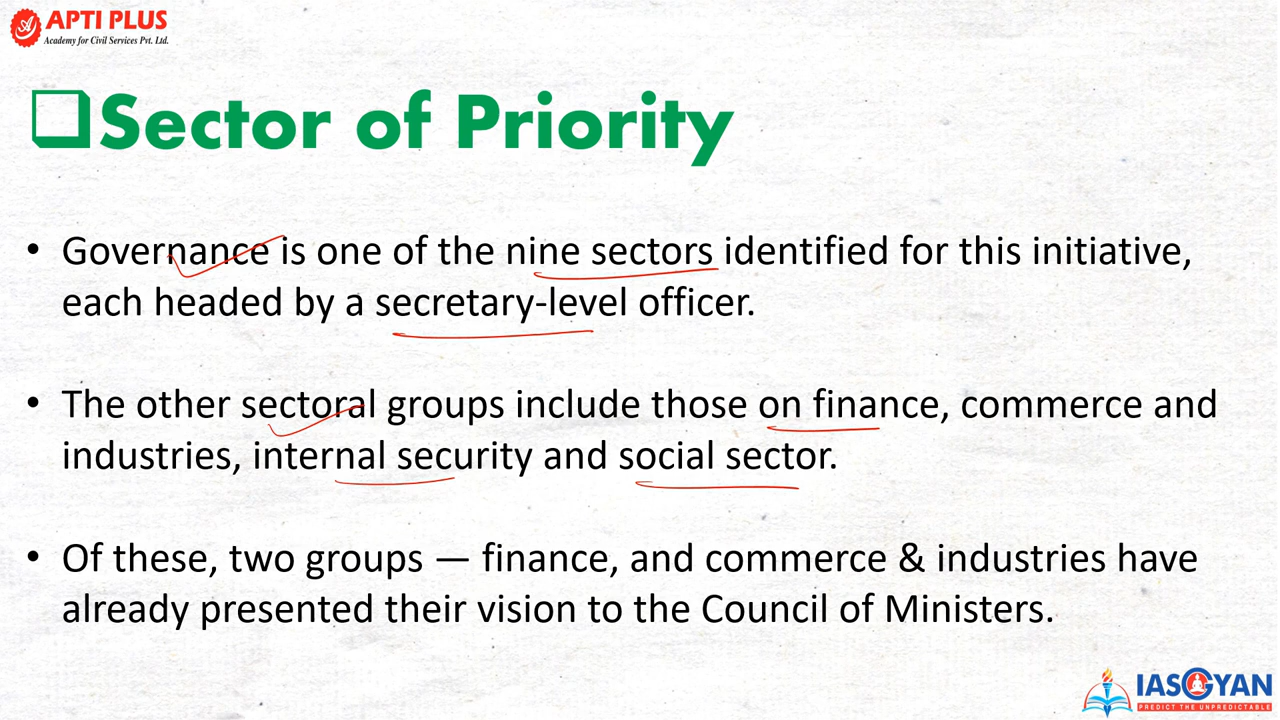 APTI PLUS
Academy for Civil Services Pvt. Ltd.
Sector of Priority
• Governance is one of the nine sectors identified for this initiative,
each headed by a secretary-level officer.
• The other sectoral groups include those on finance, commerce and
industries, internal security and social sector.
• Of these, two groups — finance, and commerce & industries have
already presented their vision to the Council of Ministers.
IASGYAN
PREDICT THE UNPREDICTABLE